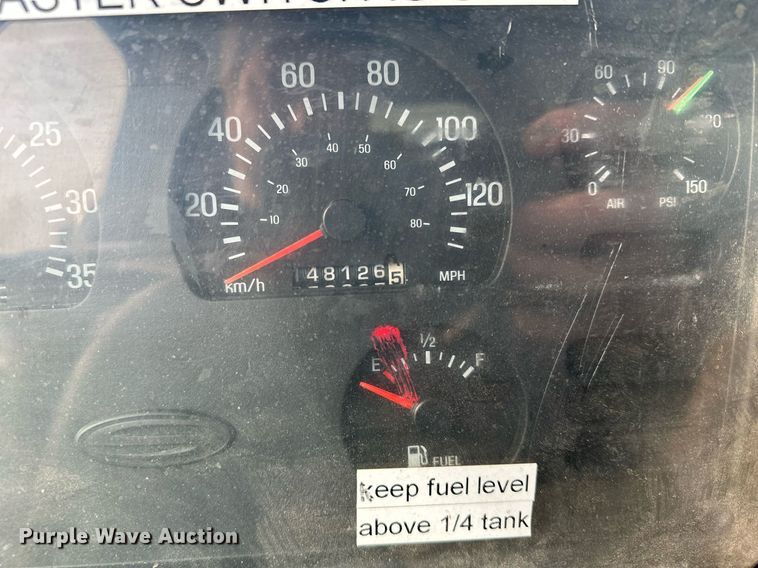 60 80
40 100
20 120
30 40 50 60
20 70
10 80
km/h 48126 5 MPH
25
30
35
60 90
30 120
0 150
AIR PSI
E 1/2 F
FUEL
keep fuel level
above 1/4 tank
Purple Wave Auction